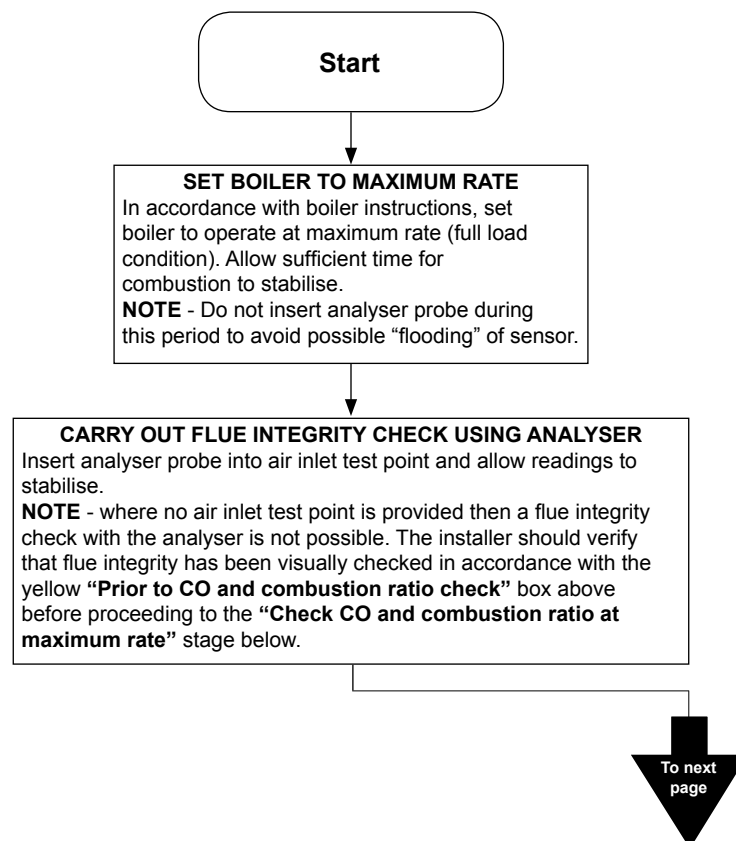 Start
SET BOILER TO MAXIMUM RATE
In accordance with boiler instructions, set
boiler to operate at maximum rate (full load
condition). Allow sufficient time for
combustion to stabilise.
NOTE - Do not insert analyser probe during
this period to avoid possible “flooding” of sensor.
CARRY OUT FLUE INTEGRITY CHECK USING ANALYSER
Insert analyser probe into air inlet test point and allow readings to
stabilise.
NOTE - where no air inlet test point is provided then a flue integrity
check with the analyser is not possible. The installer should verify
that flue integrity has been visually checked in accordance with the
yellow “Prior to CO and combustion ratio check” box above
before proceeding to the “Check CO and combustion ratio at
maximum rate” stage below.
To next
page